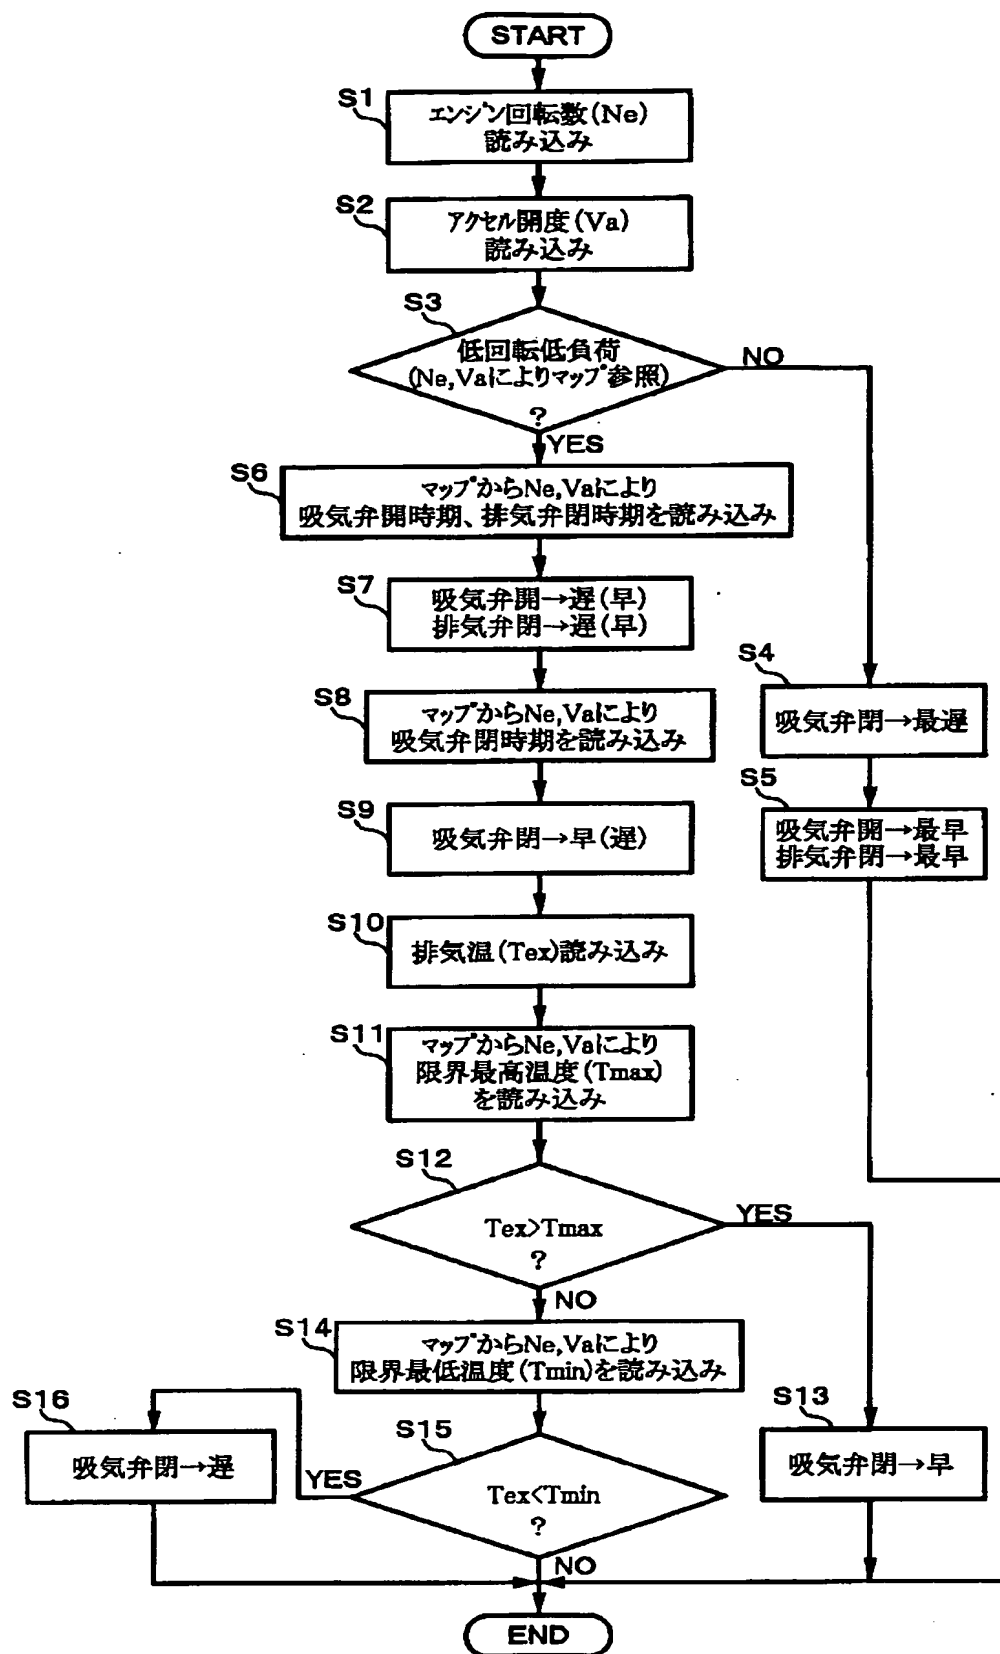 START
S1
エンジン回転数(Ne)
読み込み
S2
アクセル開度(Va)
読み込み
S3
低回転低負荷
(Ne,Vaによりマップ参照)
?
NO
YES
S6
マップからNe,Vaにより
吸気弁開時期、排気弁閉時期を読み込み
S7
吸気弁開→遅(早)
排気弁閉→遅(早)
S4
吸気弁閉→最遅
S8
マップからNe,Vaにより
吸気弁閉時期を読み込み
S5
吸気弁開→最早
排気弁閉→最早
S9
吸気弁閉→早(遅)
S10
排気温(Tex)読み込み
S11
マップからNe,Vaにより
限界最高温度(Tmax)
を読み込み
S12
Tex>Tmax
?
YES
NO
S14
マップからNe,Vaにより
限界最低温度(Tmin)を読み込み
S13
吸気弁閉→早
S16
吸気弁閉→遅
S15
YES
Tex<Tmin
?
NO
END